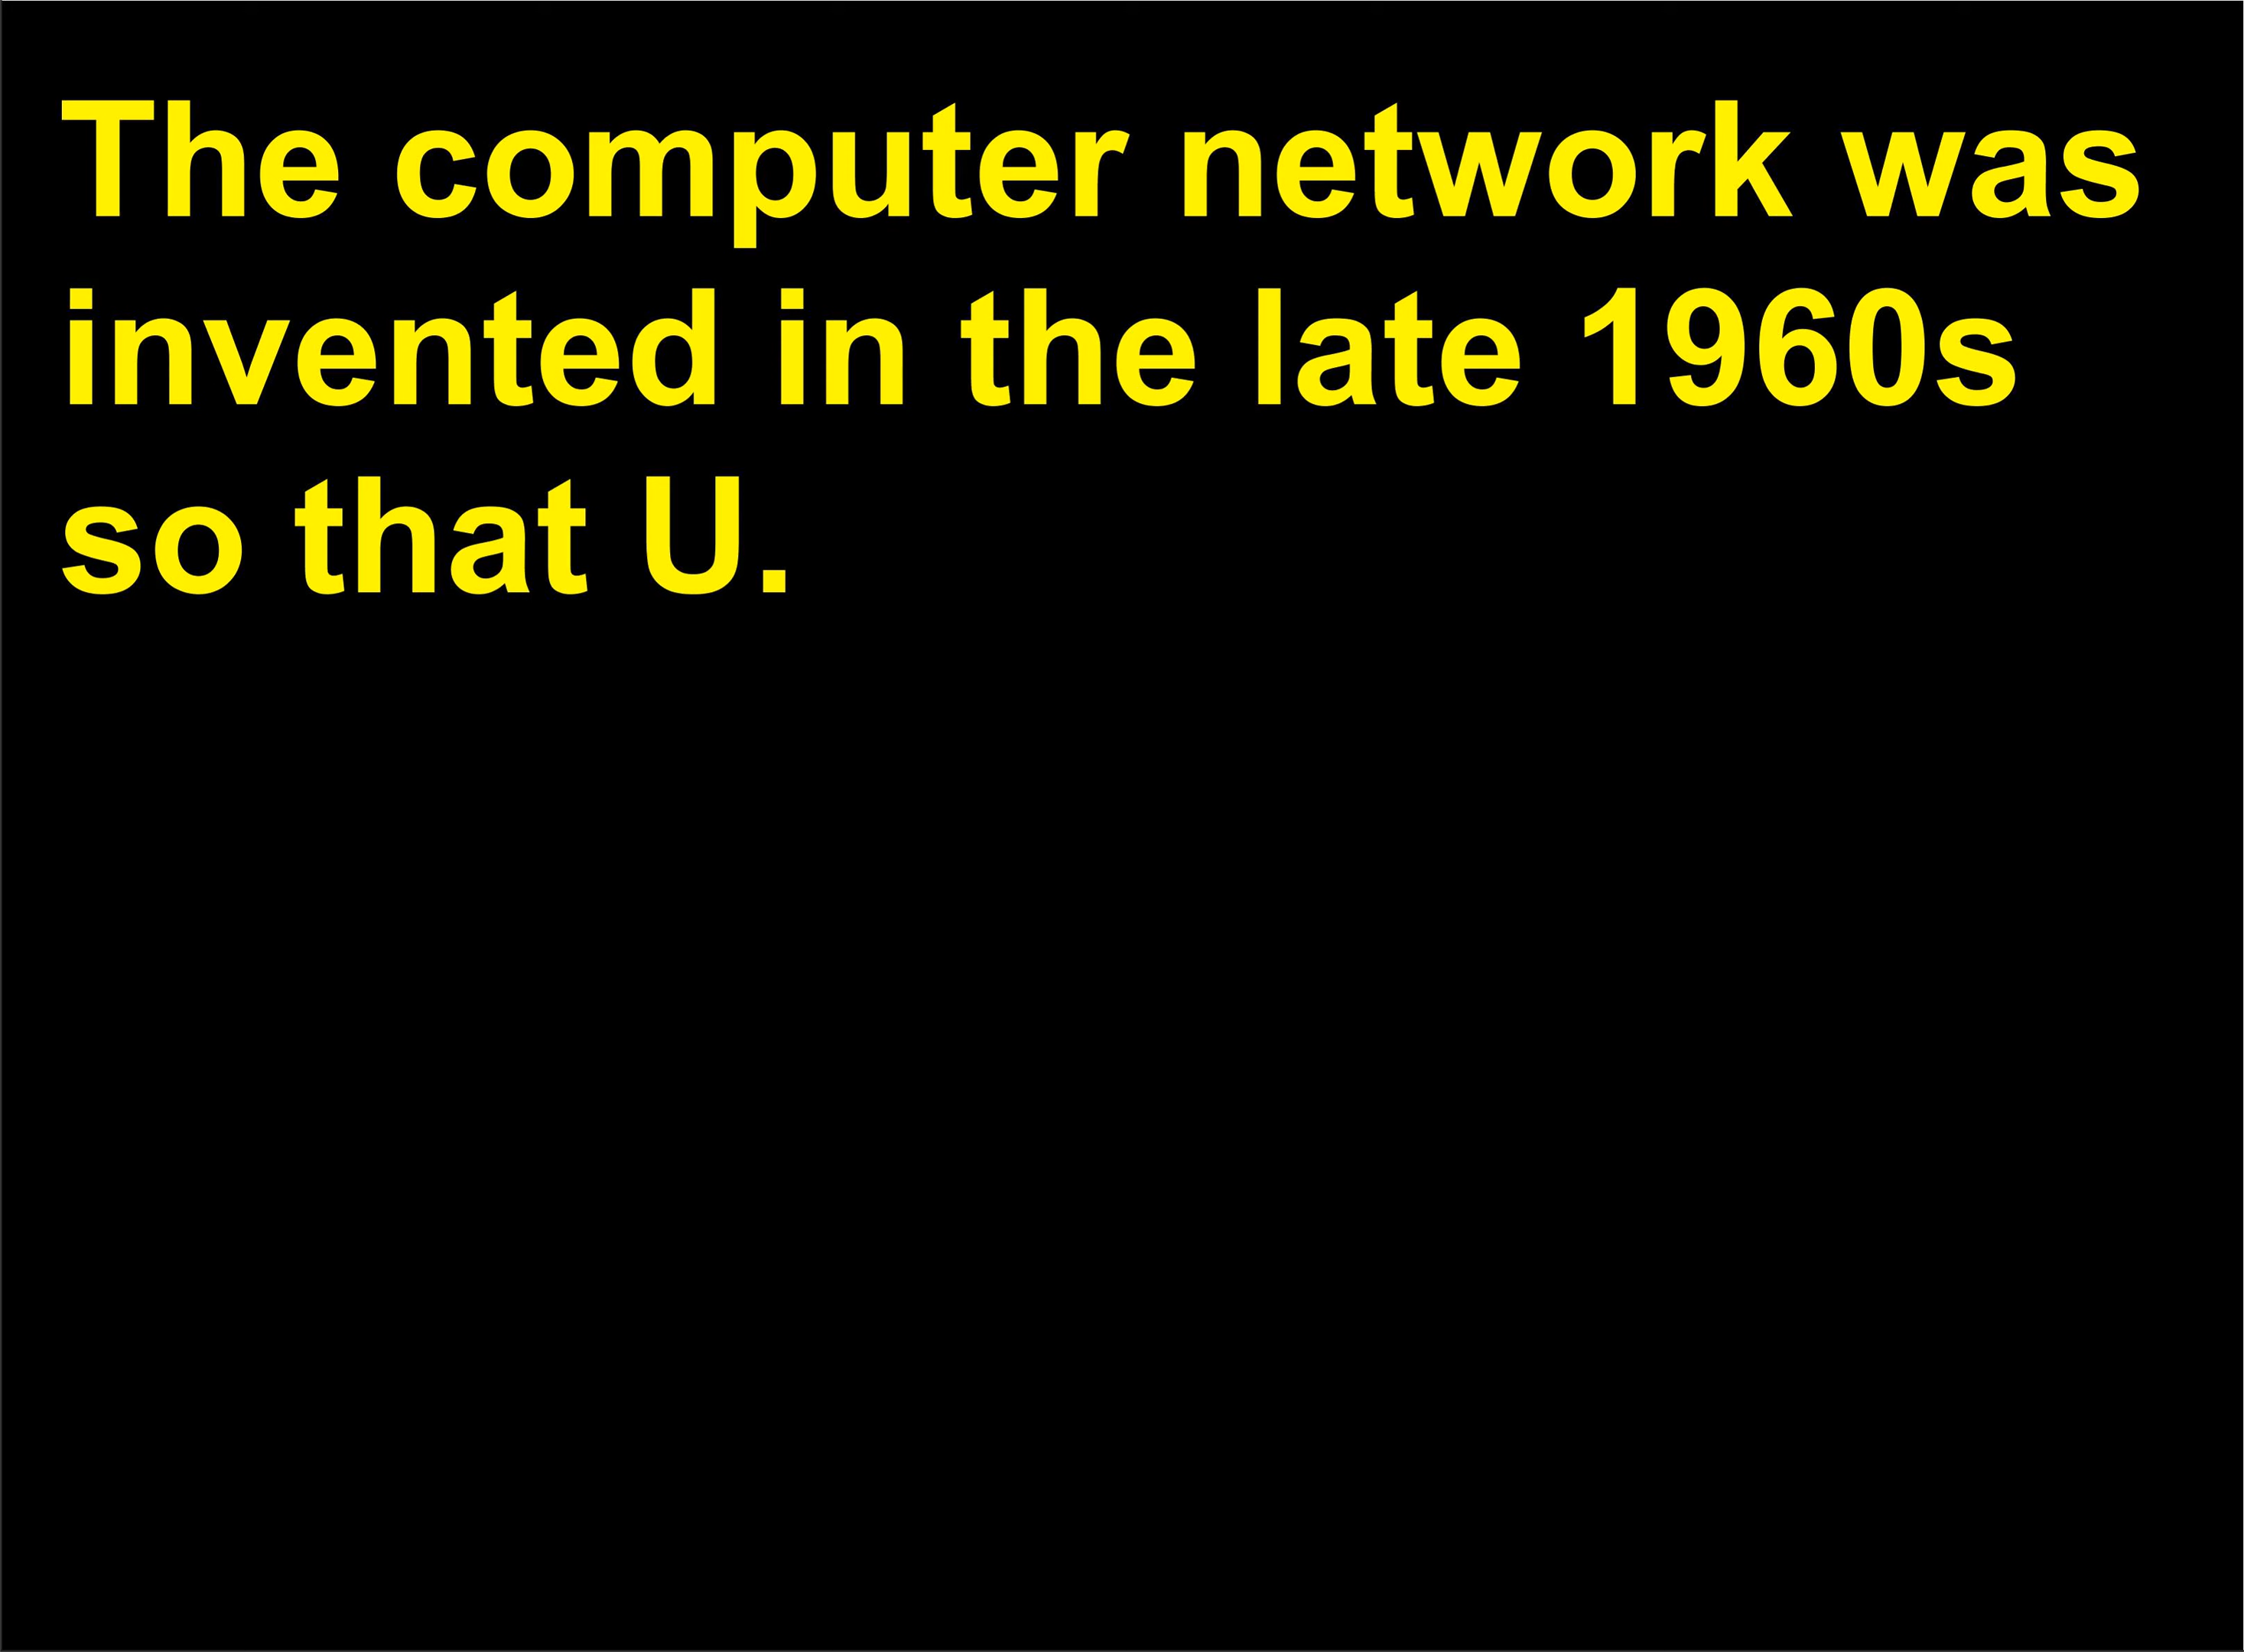 The computer network was
invented in the late 1960s
so that U.